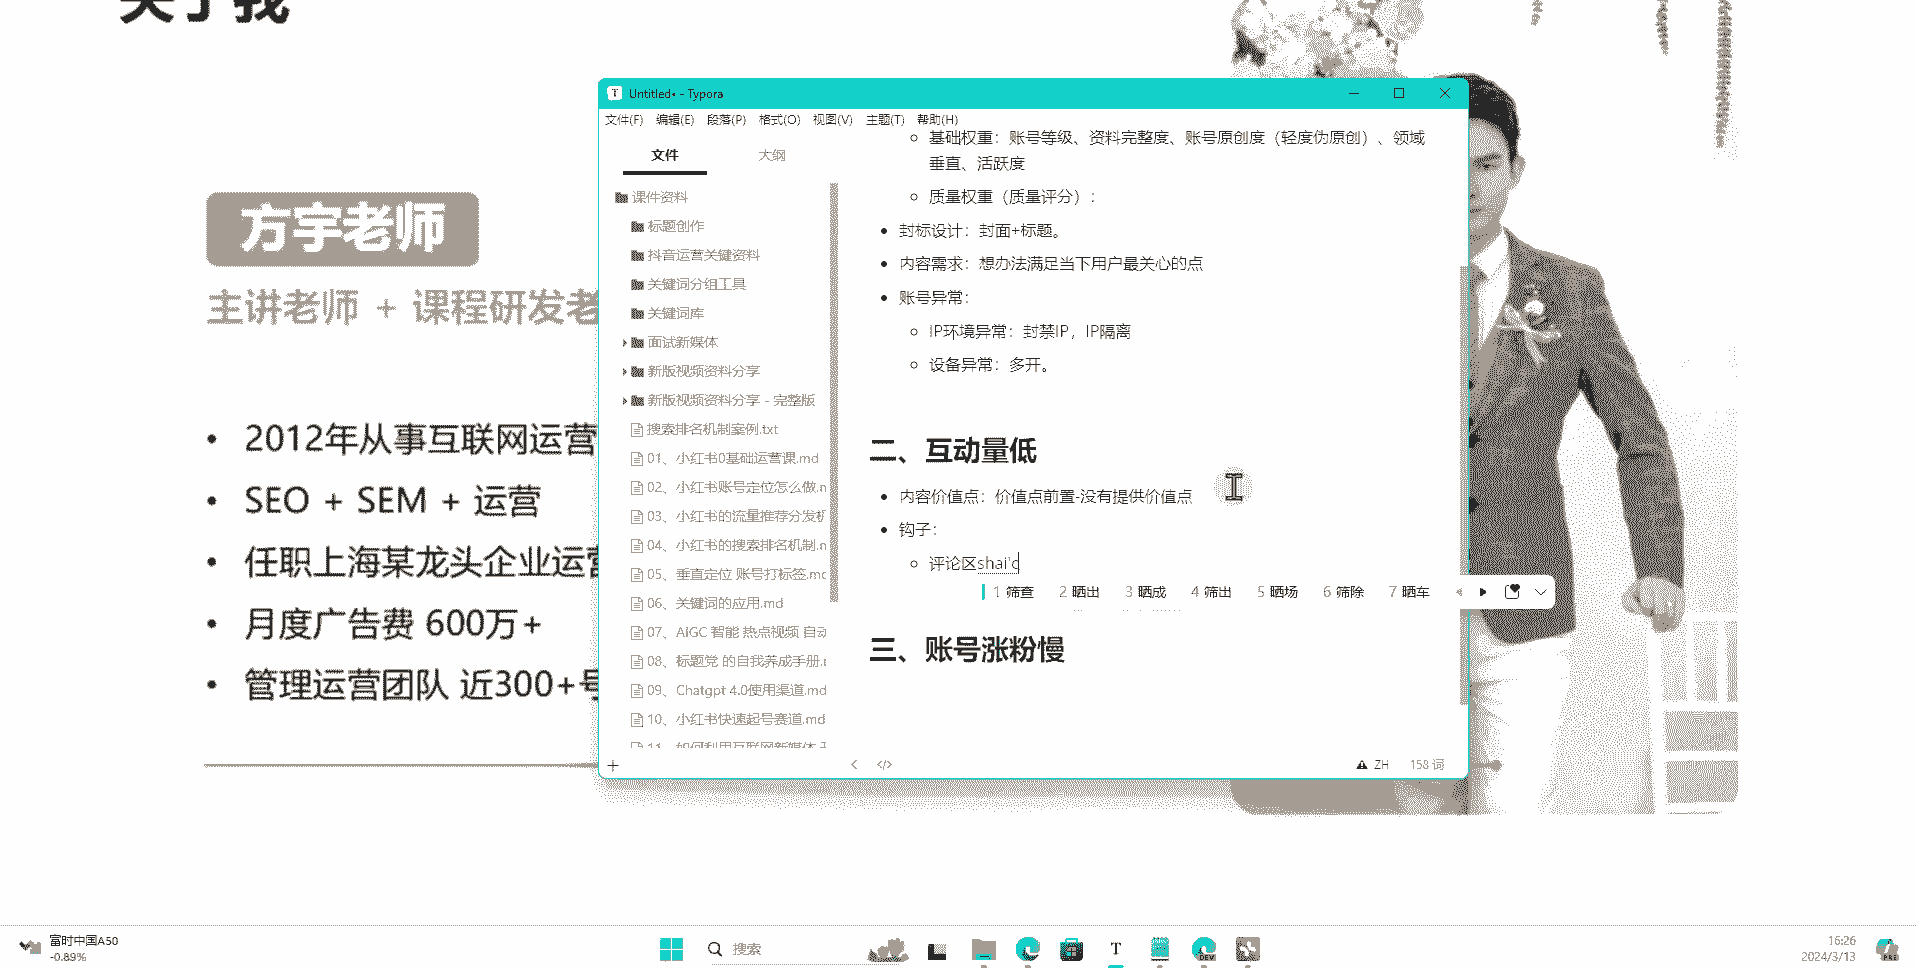 关于我
方宇老师
主讲老师 + 课程研发老
• 2012年从事互联网运营
• SEO + SEM + 运营
• 任职上海某龙头企业运营
• 月度广告费 600万+
• 管理运营团队 近300+号
Untitled• - Typora
文件(F) 编辑(E) 段落(P) 格式(O) 视图(V) 主题(T) 帮助(H)
文件 大纲
课件资料
标题创作
抖音运营关键资料
关键词分组工具
关键词库
面试新媒体
新版视频资料分享
新版视频资料分享 - 完整版
搜索排名机制案例.txt
01、小红书0基础运营课.md
02、小红书账号定位怎么做.n
03、小红书的流量推荐分发机
04、小红书的搜索排名机制.n
05、垂直定位 账号打标签.mc
06、关键词的应用.md
07、AIGC 智能 热点视频 自动
08、标题党 的自我养成手册.r
09、Chatgpt 4.0使用渠道.md
10、小红书快速起号赛道.md
11、如何利用互联网新媒体
基础权重：账号等级、资料完整度、账号原创度（轻度伪原创）、领域
垂直、活跃度
质量权重（质量评分）：
封标设计：封面+标题。
内容需求：想办法满足当下用户最关心的点
账号异常：
IP环境异常：封禁IP，IP隔离
设备异常：多开。
二、互动量低
内容价值点：价值点前置-没有提供价值点
钩子：
评论区shai'c
1 筛查 2 晒出 3 晒成 4 筛出 5 晒场 6 筛除 7 晒车
三、账号涨粉慢
ZH 158 词
富时中国A50
-0.89%
搜索
DEV
16:26
2024/3/13
PRE